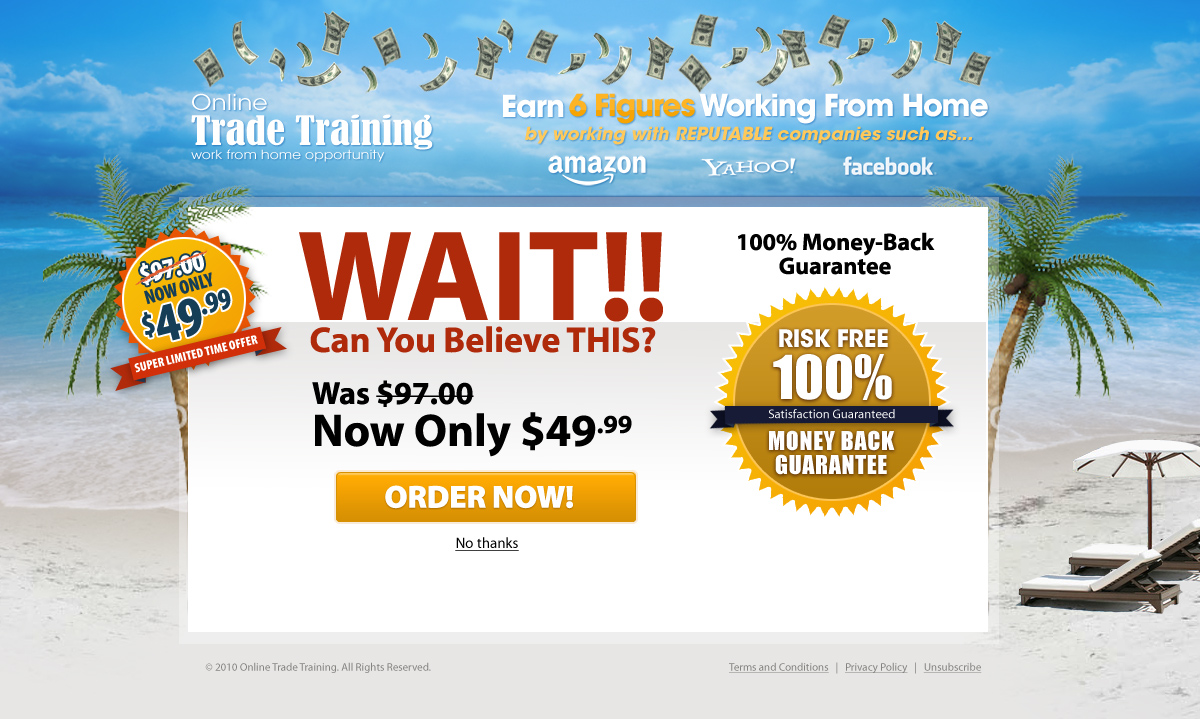 Online
Trade Training
work from home opportunity
Earn 6 Figures Working From Home
by working with REPUTABLE companies such as...
amazon
YAHOO!
facebook
$97.00
NOW ONLY
$49.99
SUPER LIMITED TIME OFFER
WAIT!!
Can You Believe THIS?
Was $97.00
Now Only $49.99
ORDER NOW!
No thanks
100% Money-Back
Guarantee
RISK FREE
100%
Satisfaction Guaranteed
MONEY BACK
GUARANTEE
© 2010 Online Trade Training. All Rights Reserved.
Terms and Conditions | Privacy Policy | Unsubscribe